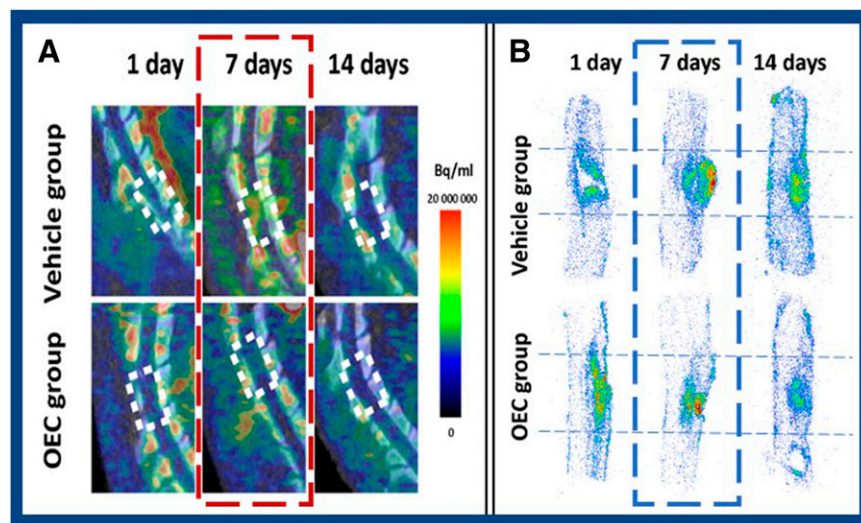 A
1 day
7 days
14 days
Vehicle group
OEC group
Bq/ml
20 000 000
0
B
1 day
7 days
14 days
Vehicle group
OEC group